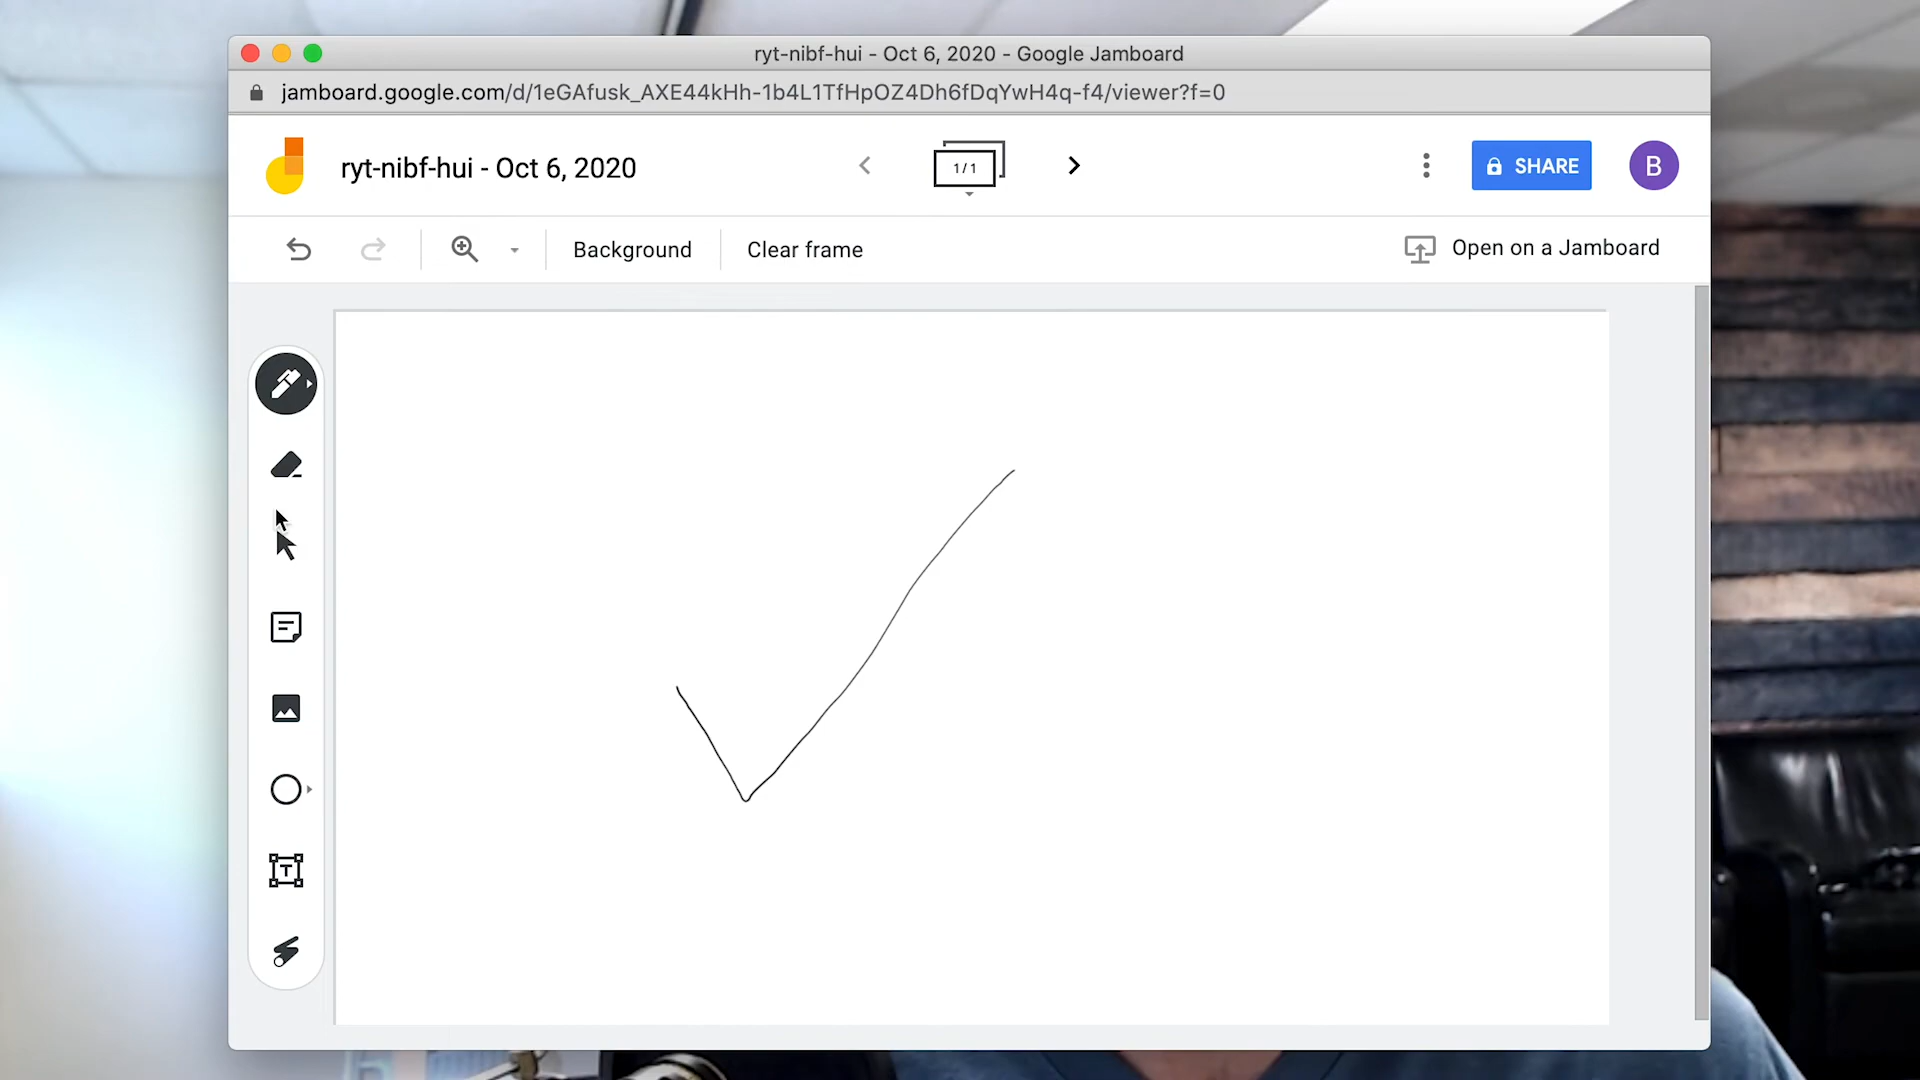 ryt-nibf-hui - Oct 6, 2020 - Google Jamboard
jamboard.google.com/d/1eGAfusk_AXE44kHh-1b4L1TfHpOZ4Dh6fDqYwH4q-f4/viewer?f=0
ryt-nibf-hui - Oct 6, 2020
1/1
SHARE
B
Background
Clear frame
Open on a Jamboard
T